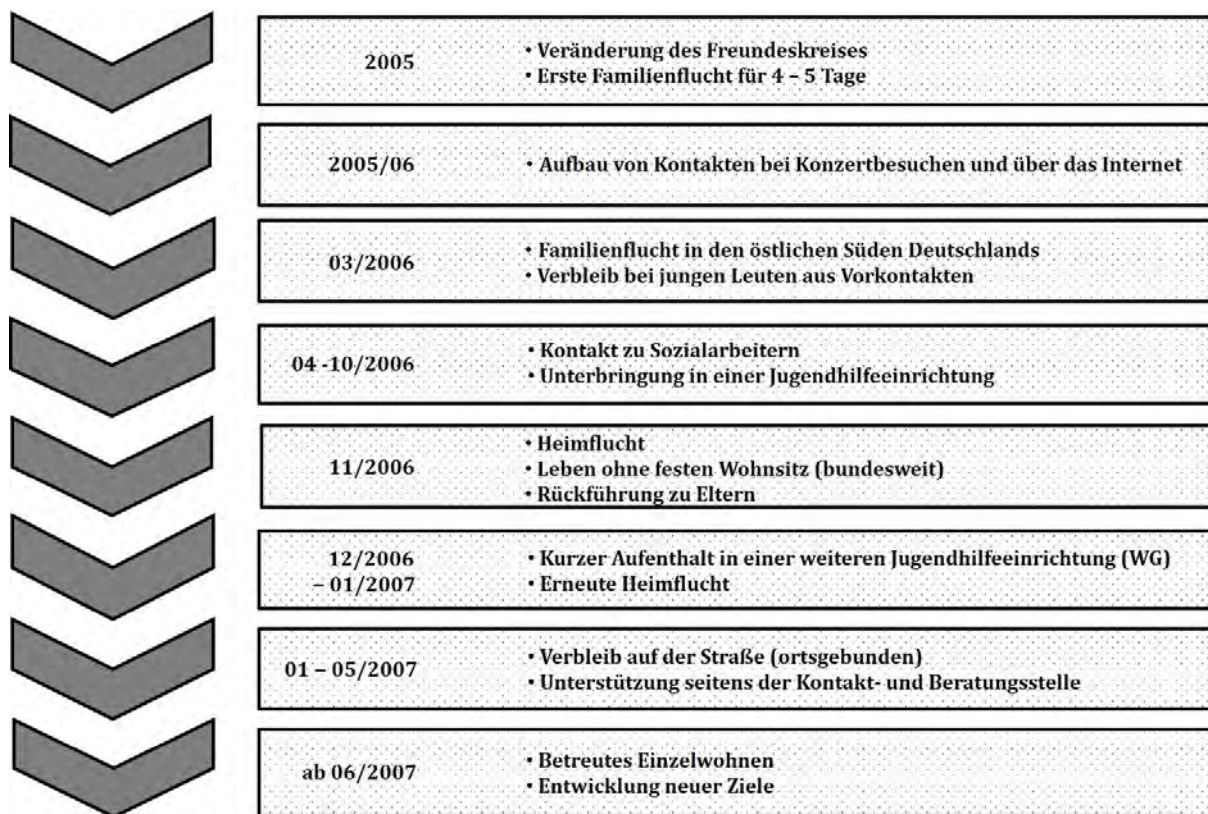 2005
• Veränderung des Freundeskreises
• Erste Familienflucht für 4 – 5 Tage
2005/06
• Aufbau von Kontakten bei Konzertbesuchen und über das Internet
03/2006
• Familienflucht in den östlichen Süden Deutschlands
• Verbleib bei jungen Leuten aus Vorkontakten
04 -10/2006
• Kontakt zu Sozialarbeitern
• Unterbringung in einer Jugendhilfeeinrichtung
11/2006
• Heimflucht
• Leben ohne festen Wohnsitz (bundesweit)
• Rückführung zu Eltern
12/2006
– 01/2007
• Kurzer Aufenthalt in einer weiteren Jugendhilfeeinrichtung (WG)
• Erneute Heimflucht
01 – 05/2007
• Verbleib auf der Straße (ortsgebunden)
• Unterstützung seitens der Kontakt- und Beratungsstelle
ab 06/2007
• Betreutes Einzelwohnen
• Entwicklung neuer Ziele